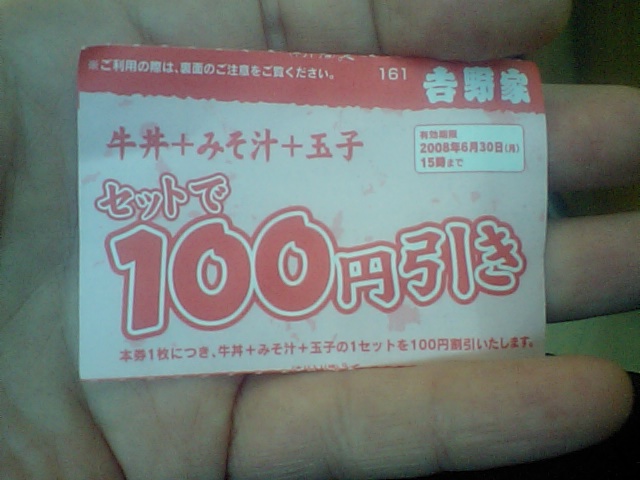 ※ご利用の際は、裏面のご注意をご覧ください。
161
吉野家
牛丼＋みそ汁＋玉子
有効期限
2008年6月30日(月)
15時まで
セットで
100円引き
本券1枚につき、牛丼＋みそ汁＋玉子の1セットを100円割引いたします。